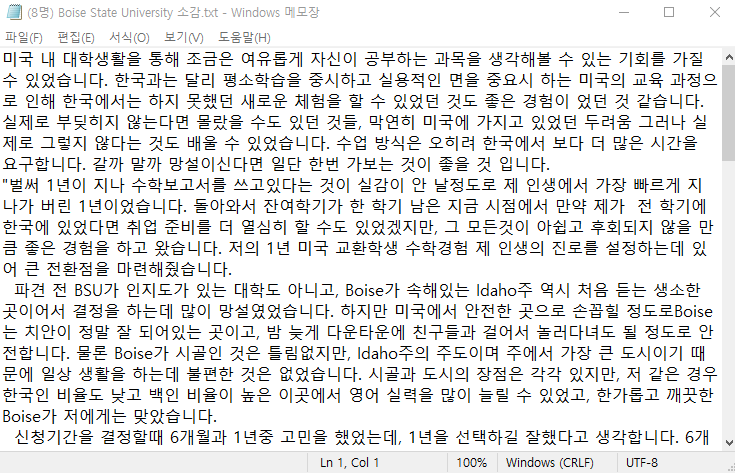 (8명) Boise State University 소감.txt - Windows 메모장
파일(F) 편집(E) 서식(O) 보기(V) 도움말(H)
미국 내 대학생활을 통해 조금은 여유롭게 자신이 공부하는 과목을 생각해볼 수 있는 기회를 가질
수 있었습니다. 한국과는 달리 평소학습을 중시하고 실용적인 면을 중요시 하는 미국의 교육 과정으
로 인해 한국에서는 하지 못했던 새로운 체험을 할 수 있었던 것도 좋은 경험이 었던 것 같습니다.
실제로 부딪히지 않는다면 몰랐을 수도 있던 것들, 막연히 미국에 가지고 있었던 두려움 그러나 실
제로 그렇지 않다는 것도 배울 수 있었습니다. 수업 방식은 오히려 한국에서 보다 더 많은 시간을
요구합니다. 갈까 말까 망설이신다면 일단 한번 가보는 것이 좋을 것 입니다.
"벌써 1년이 지나 수학보고서를 쓰고있다는 것이 실감이 안 날정도로 제 인생에서 가장 빠르게 지
나가 버린 1년이었습니다. 돌아와서 잔여학기가 한 학기 남은 지금 시점에서 만약 제가  전 학기에
한국에 있었다면 취업 준비를 더 열심히 할 수도 있었겠지만, 그 모든것이 아쉽고 후회되지 않을 만
큼 좋은 경험을 하고 왔습니다. 저의 1년 미국 교환학생 수학경험 제 인생의 진로를 설정하는데 있
어 큰 전환점을 마련해줬습니다.
파견 전 BSU가 인지도가 있는 대학도 아니고, Boise가 속해있는 Idaho주 역시 처음 듣는 생소한
곳이어서 결정을 하는데 많이 망설였었습니다. 하지만 미국에서 안전한 곳으로 손꼽힐 정도로Boise
는 치안이 정말 잘 되어있는 곳이고, 밤 늦게 다운타운에 친구들과 걸어서 놀러다녀도 될 정도로 안
전합니다. 물론 Boise가 시골인 것은 틀림없지만, Idaho주의 주도이며 주에서 가장 큰 도시이기 때
문에 일상 생활을 하는데 불편한 것은 없었습니다. 시골과 도시의 장점은 각각 있지만, 저 같은 경우
한국인 비율도 낮고 백인 비율이 높은 이곳에서 영어 실력을 많이 늘릴 수 있었고, 한가롭고 깨끗한
Boise가 저에게는 맞았습니다.
신청기간을 결정할때 6개월과 1년중 고민을 했었는데, 1년을 선택하길 잘했다고 생각합니다. 6개
Ln 1, Col 1 100% Windows (CRLF) UTF-8